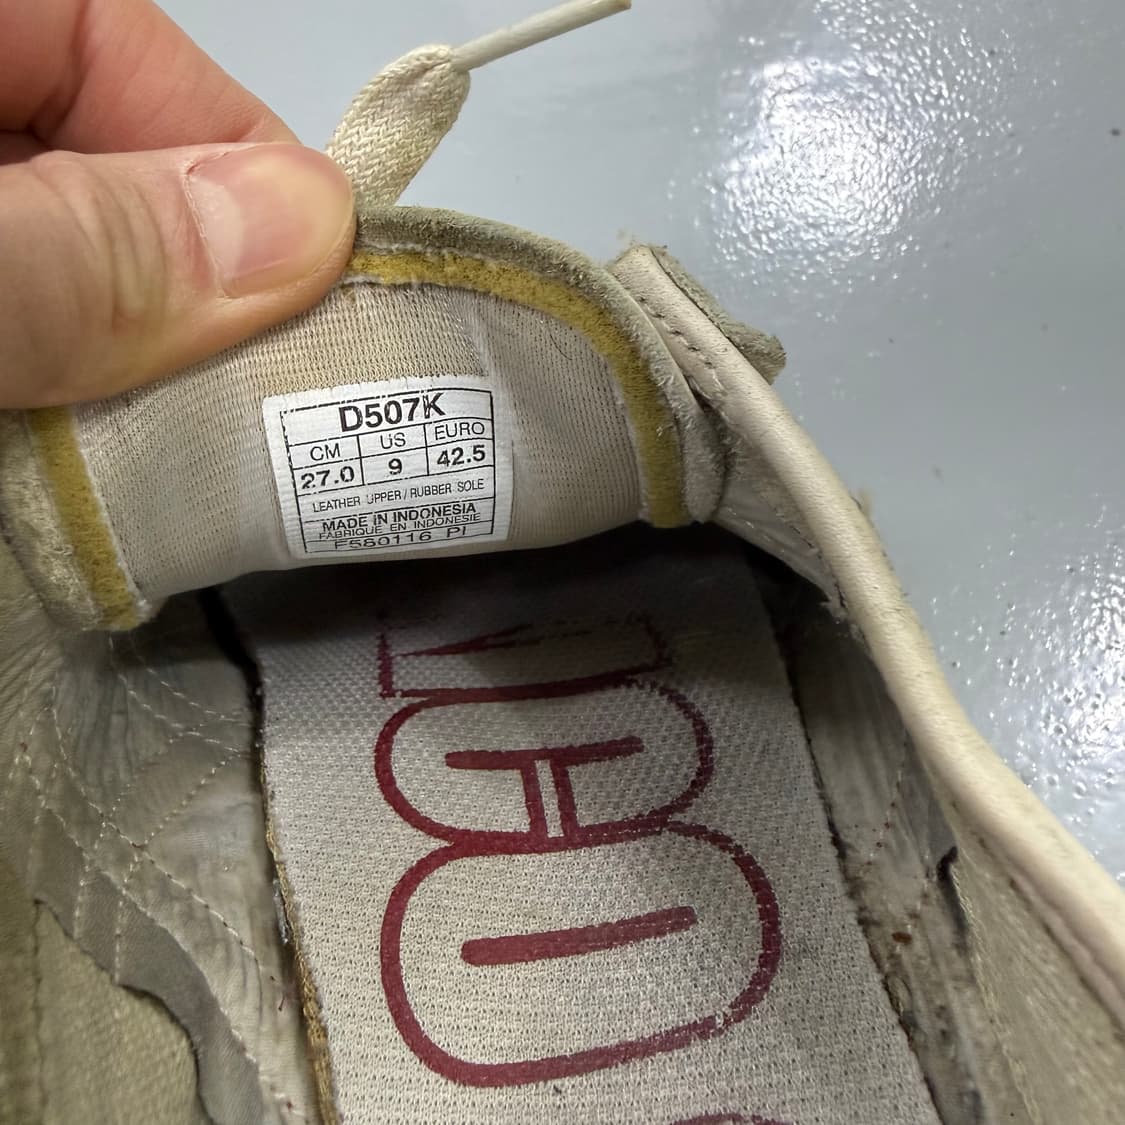 D507K
CM US EURO
27.0 9 42.5
LEATHER UPPER / RUBBER SOLE
MADE IN INDONESIA
FABRIQUE EN INDONESIE
F580116 PI